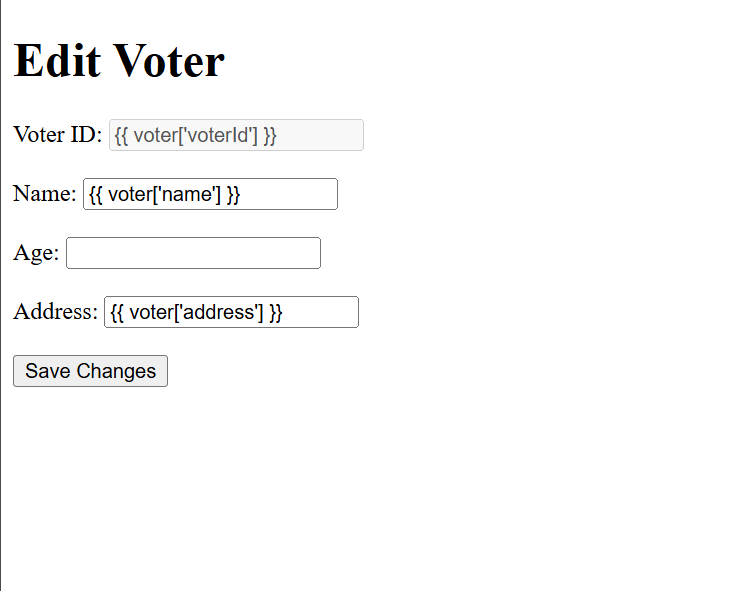 Edit Voter
Voter ID: {{ voter['voterId'] }}
Name: {{ voter['name'] }}
Age:
Address: {{ voter['address'] }}
Save Changes